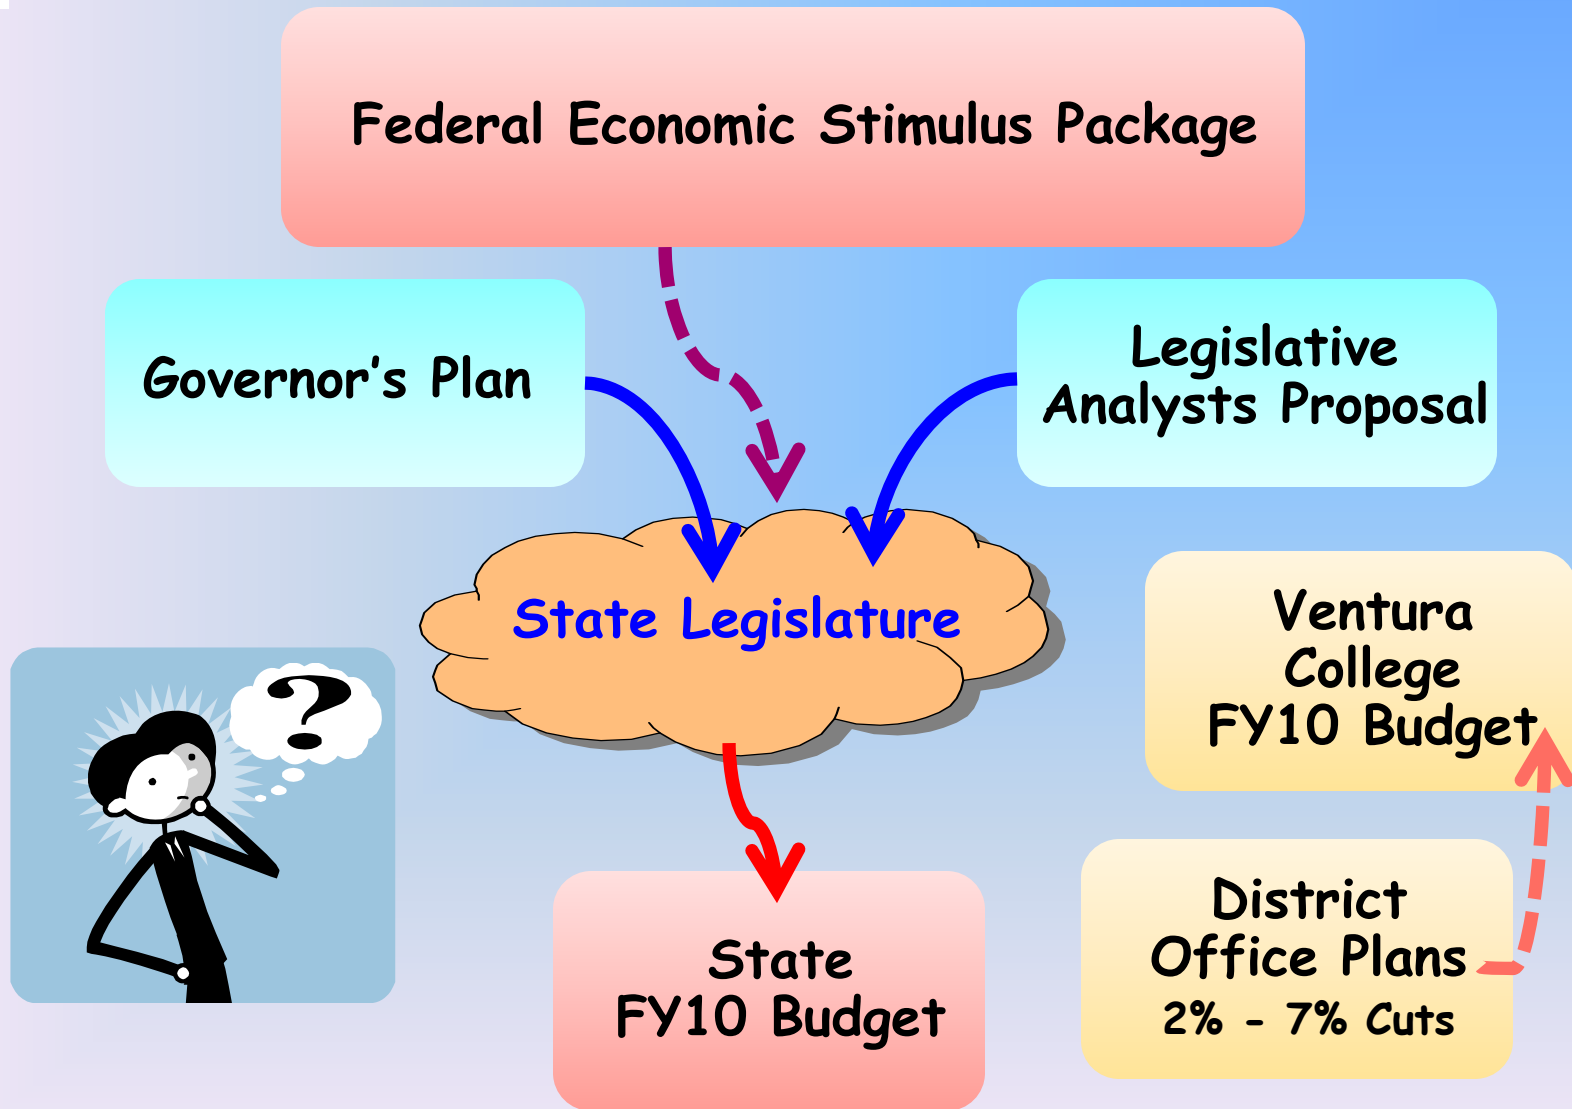 Federal Economic Stimulus Package
Governor's Plan
Legislative
Analysts Proposal
State Legislature
Ventura
College
FY10 Budget
?
District
Office Plans
2% - 7% Cuts
State
FY10 Budget